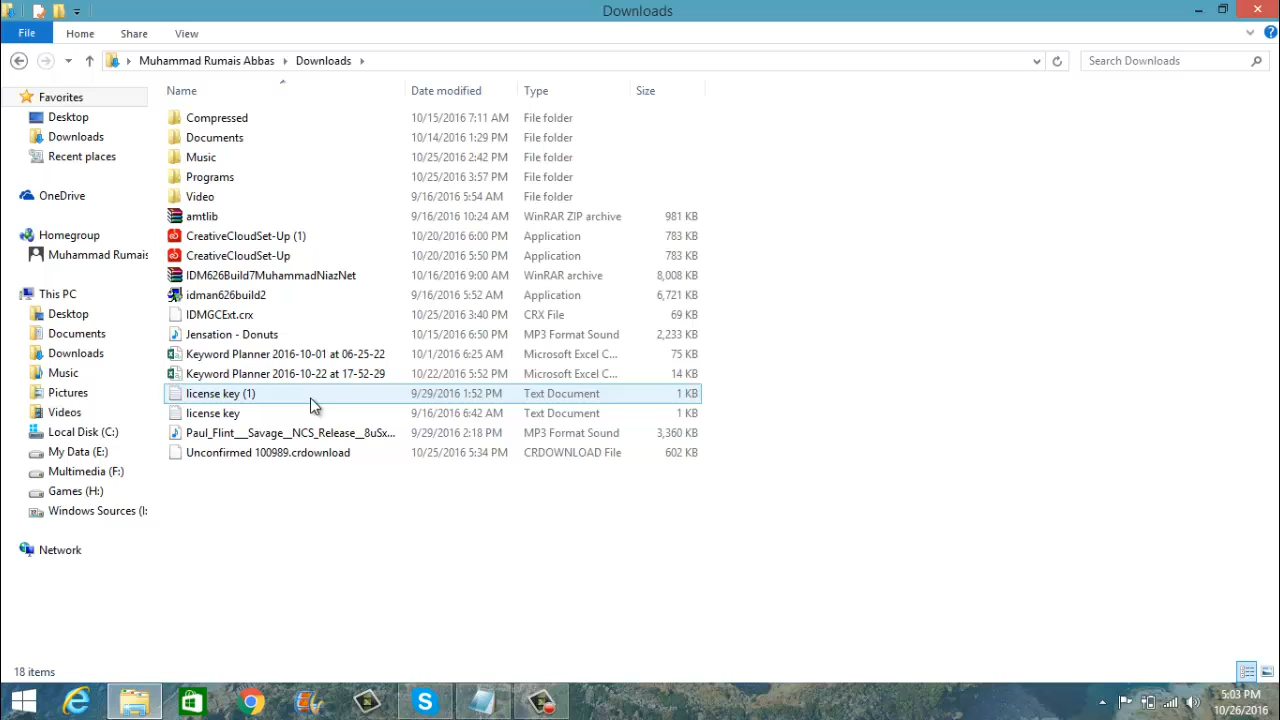 Downloads
File Home Share View
Muhammad Rumais Abbas Downloads Search Downloads
Name Date modified Type Size
Favorites
Desktop
Downloads
Recent places
OneDrive
Homegroup
Muhammad Rumais
This PC
Desktop
Documents
Downloads
Music
Pictures
Videos
Local Disk (C:)
My Data (E:)
Multimedia (F:)
Games (H:)
Windows Sources (I:
Network
Compressed 10/15/2016 7:11 AM File folder
Documents 10/14/2016 1:29 PM File folder
Music 10/25/2016 2:42 PM File folder
Programs 10/25/2016 3:57 PM File folder
Video 9/16/2016 5:54 AM File folder
amtlib 9/16/2016 10:24 AM WinRAR ZIP archive 981 KB
CreativeCloudSet-Up (1) 10/20/2016 6:00 PM Application 783 KB
CreativeCloudSet-Up 10/20/2016 5:50 PM Application 783 KB
IDM626Build7MuhammadNiazNet 10/16/2016 9:00 AM WinRAR archive 8,008 KB
idman626build2 9/16/2016 5:52 AM Application 6,721 KB
IDMGCExt.crx 10/25/2016 3:40 PM CRX File 69 KB
Jensation - Donuts 10/15/2016 6:50 PM MP3 Format Sound 2,233 KB
Keyword Planner 2016-10-01 at 06-25-22 10/1/2016 6:25 AM Microsoft Excel C... 75 KB
Keyword Planner 2016-10-22 at 17-52-29 10/22/2016 5:52 PM Microsoft Excel C... 14 KB
license key (1) 9/29/2016 1:52 PM Text Document 1 KB
license key 9/16/2016 6:42 AM Text Document 1 KB
Paul_Flint___Savage__NCS_Release__8uSx... 9/29/2016 2:18 PM MP3 Format Sound 3,360 KB
Unconfirmed 100989.crdownload 10/25/2016 5:34 PM CRDOWNLOAD File 602 KB
18 items
5:03 PM
10/26/2016